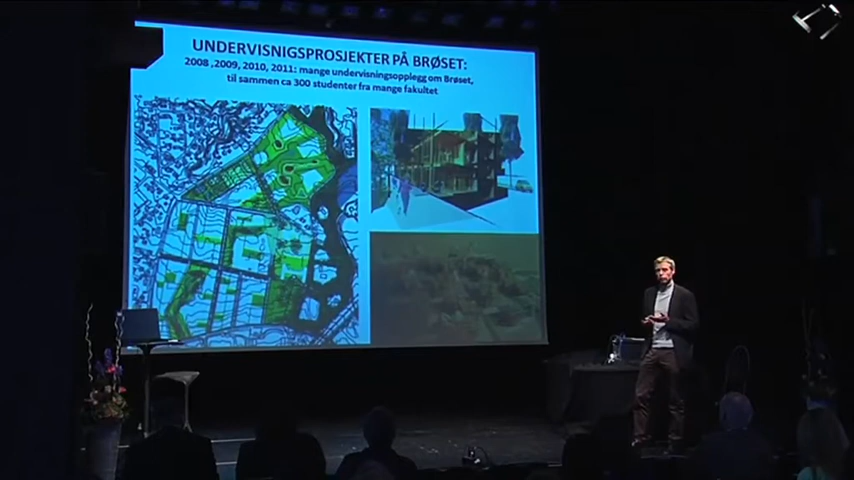 UNDERVISNIGSPROSJEKTER PÅ BRØSET:
2008 ,2009, 2010, 2011: mange undervisningsopplegg om Brøset,
til sammen ca 300 studenter fra mange fakultet